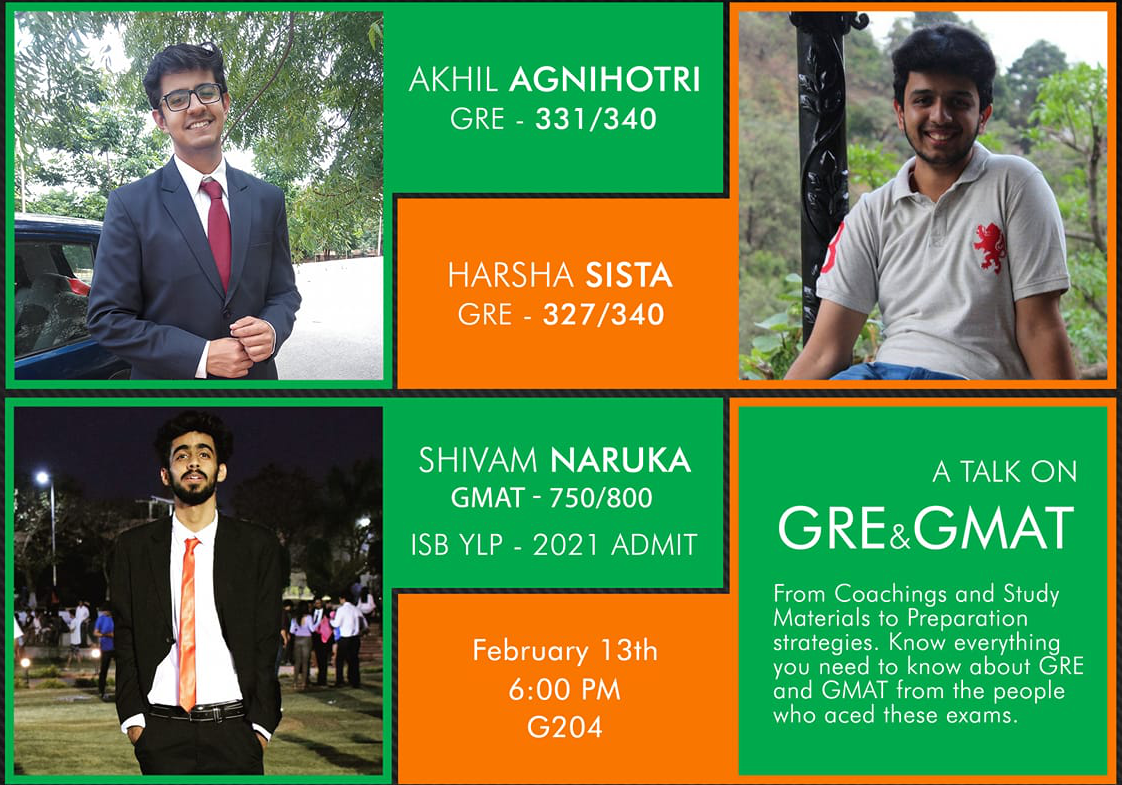 AKHIL AGNIHOTRI
GRE - 331/340
HARSHA SISTA
GRE - 327/340
SHIVAM NARUKA
GMAT - 750/800
ISB YLP - 2021 ADMIT
February 13th
6:00 PM
G204
A TALK ON
GRE&GMAT
From Coachings and Study
Materials to Preparation
strategies. Know everything
you need to know about GRE
and GMAT from the people
who aced these exams.